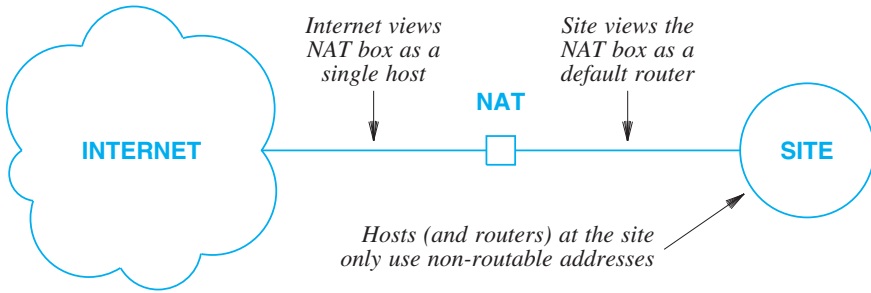 Internet views
NAT box as a
single host
Site views the
NAT box as a
default router
NAT
INTERNET
SITE
Hosts (and routers) at the site
only use non-routable addresses